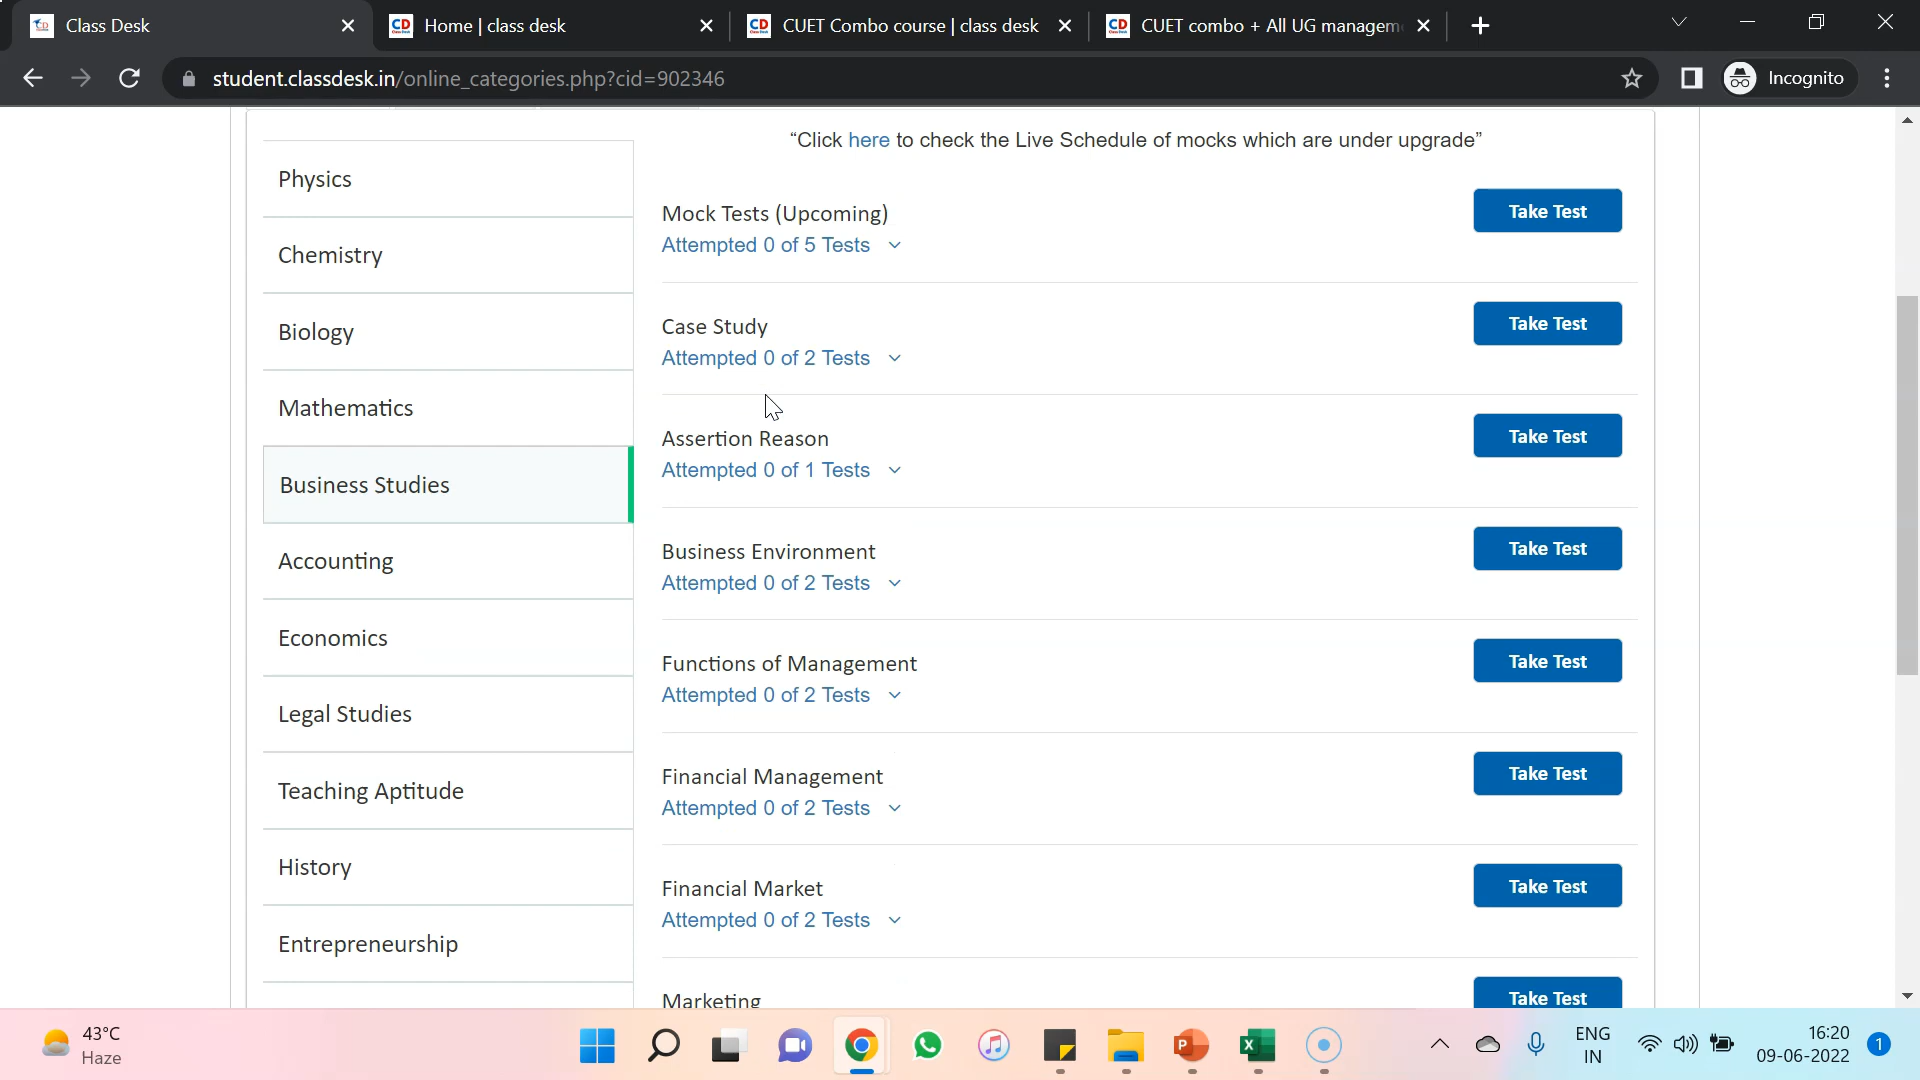 Class Desk
Home | class desk
CUET Combo course | class desk
CUET combo + All UG managem
student.classdesk.in/online_categories.php?cid=902346
Incognito
“Click here to check the Live Schedule of mocks which are under upgrade”
Physics
Chemistry
Biology
Mathematics
Business Studies
Accounting
Economics
Legal Studies
Teaching Aptitude
History
Entrepreneurship
Mock Tests (Upcoming)
Attempted 0 of 5 Tests
Take Test
Case Study
Attempted 0 of 2 Tests
Take Test
Assertion Reason
Attempted 0 of 1 Tests
Take Test
Business Environment
Attempted 0 of 2 Tests
Take Test
Functions of Management
Attempted 0 of 2 Tests
Take Test
Financial Management
Attempted 0 of 2 Tests
Take Test
Financial Market
Attempted 0 of 2 Tests
Take Test
Marketing
Take Test
43°C
Haze
ENG
IN
16:20
09-06-2022
1